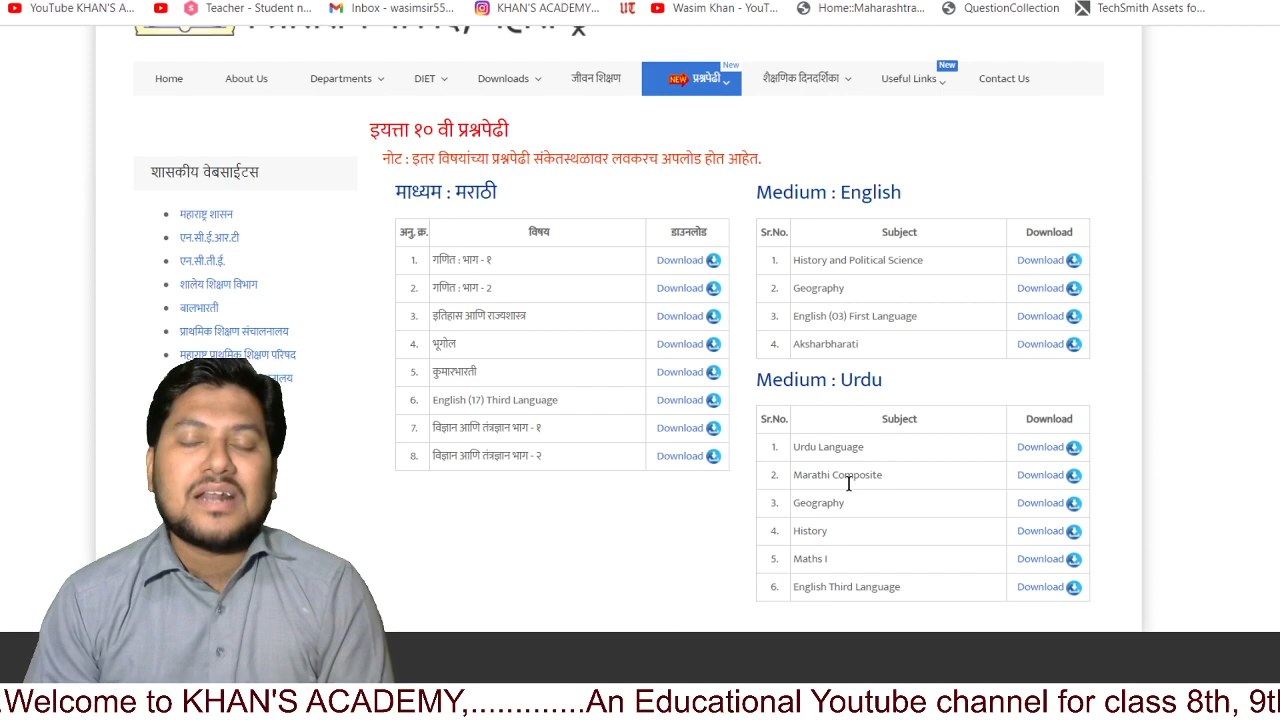 YouTube KHAN'S A... Teacher - Student n... Inbox - wasimsir55... KHAN'S ACADEMY... Wasim Khan - YouT... Home::Maharashtra... QuestionCollection TechSmith Assets fo...
New New
Home About Us Departments DIET Downloads जीवन शिक्षण NEW प्रश्नपेढी शैक्षणिक दिनदर्शिका Useful Links Contact Us
इयत्ता १० वी प्रश्नपेढी
नोट : इतर विषयांच्या प्रश्नपेढी संकेतस्थळावर लवकरच अपलोड होत आहेत.
शासकीय वेबसाईटस
महाराष्ट्र शासन
एन.सी.ई.आर.टी
एन.सी.ती.ई.
शालेय शिक्षण विभाग
बालभारती
प्राथमिक शिक्षण संचालनालय
महाराष्ट्र प्राथमिक शिक्षण परिषद
माध्यम : मराठी
अनु. क्र. विषय डाउनलोड
1. गणित : भाग - १ Download
2. गणित : भाग - 2 Download
3. इतिहास आणि राज्यशास्त्र Download
4. भूगोल Download
5. कुमारभारती Download
6. English (17) Third Language Download
7. विज्ञान आणि तंत्रज्ञान भाग - १ Download
8. विज्ञान आणि तंत्रज्ञान भाग - २ Download
Medium : English
Sr.No. Subject Download
1. History and Political Science Download
2. Geography Download
3. English (03) First Language Download
4. Aksharbharati Download
Medium : Urdu
Sr.No. Subject Download
1. Urdu Language Download
2. Marathi Composite Download
3. Geography Download
4. History Download
5. Maths I Download
6. English Third Language Download
.Welcome to KHAN'S ACADEMY,.............An Educational Youtube channel for class 8th, 9th